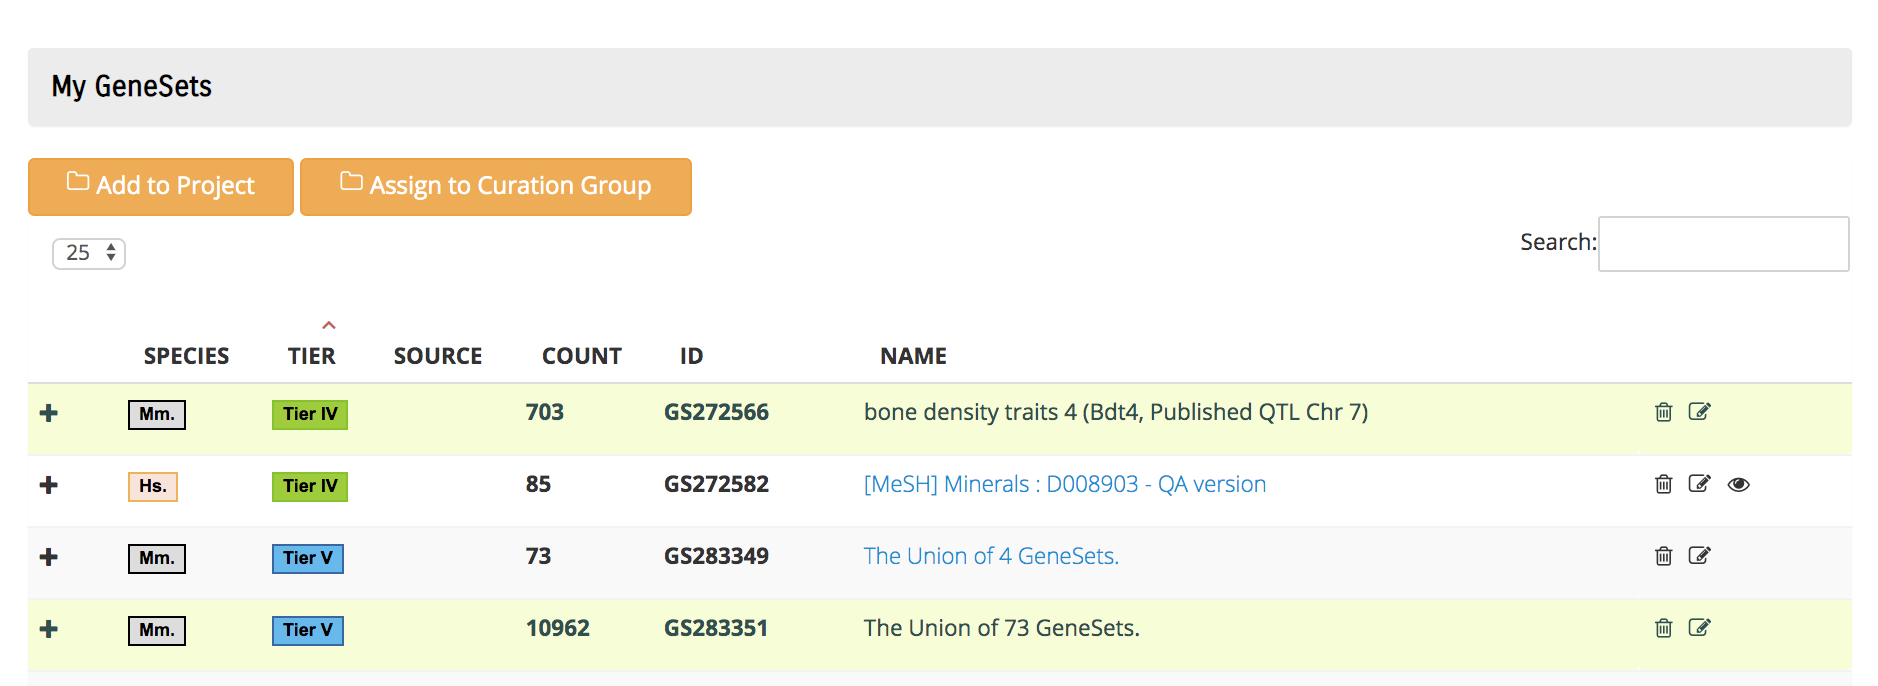 My GeneSets
Add to Project Assign to Curation Group
25 Search:
SPECIES TIER SOURCE COUNT ID NAME
Mm. Tier IV 703 GS272566 bone density traits 4 (Bdt4, Published QTL Chr 7)
Hs. Tier IV 85 GS272582 [MeSH] Minerals : D008903 - QA version
Mm. Tier V 73 GS283349 The Union of 4 GeneSets.
Mm. Tier V 10962 GS283351 The Union of 73 GeneSets.